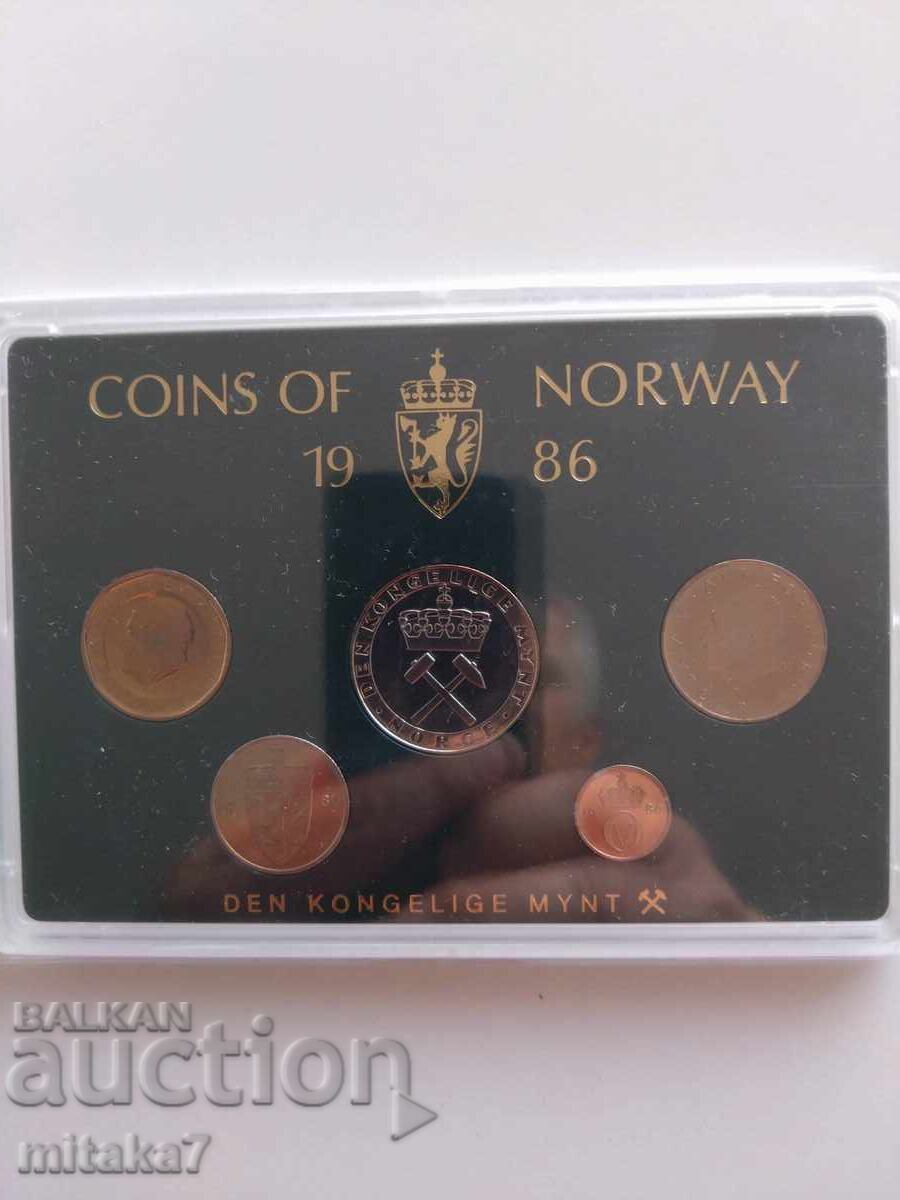 COINS OF NORWAY
19 86
DEN KONGELIGE MYNT
NORGE
DEN KONGELIGE MYNT
BALKAN
auction
mitaka7